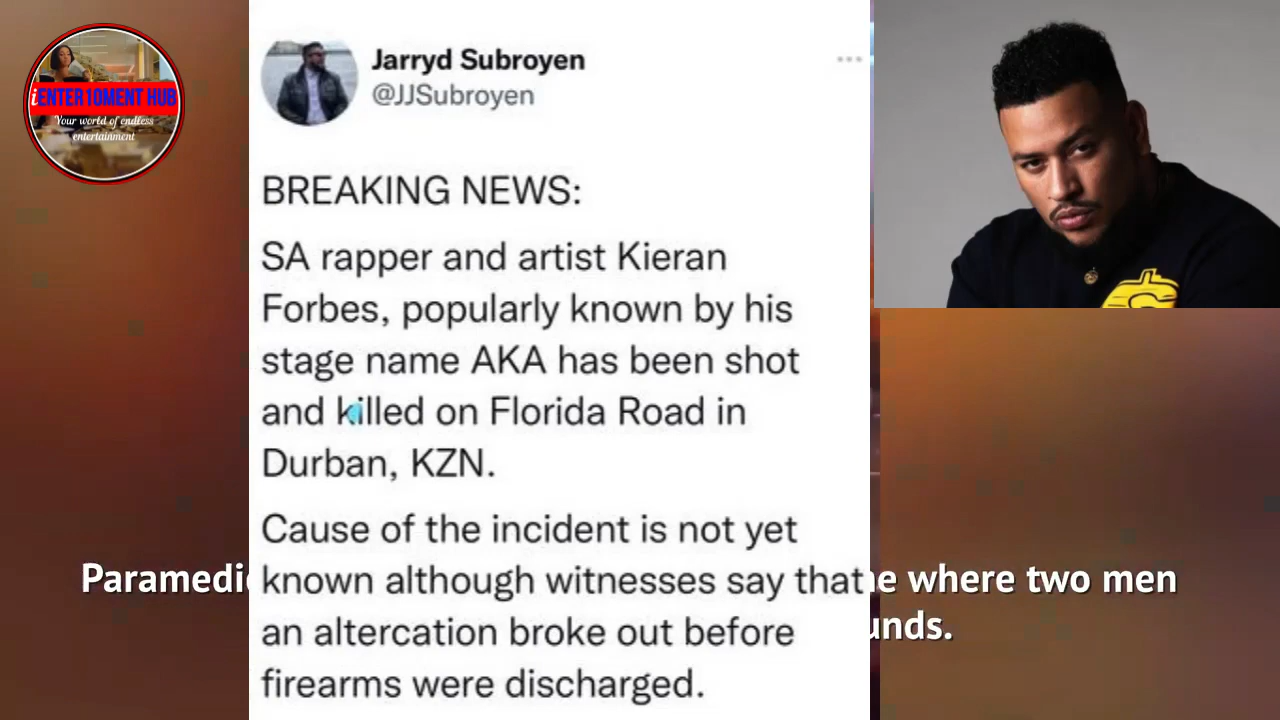 iENTER10MENT HUB
Your world of endless
entertainment
Jarryd Subroyen
@JJSubroyen
BREAKING NEWS:
SA rapper and artist Kieran
Forbes, popularly known by his
stage name AKA has been shot
and killed on Florida Road in
Durban, KZN.
Cause of the incident is not yet
known although witnesses say that
an altercation broke out before
firearms were discharged.
where two men